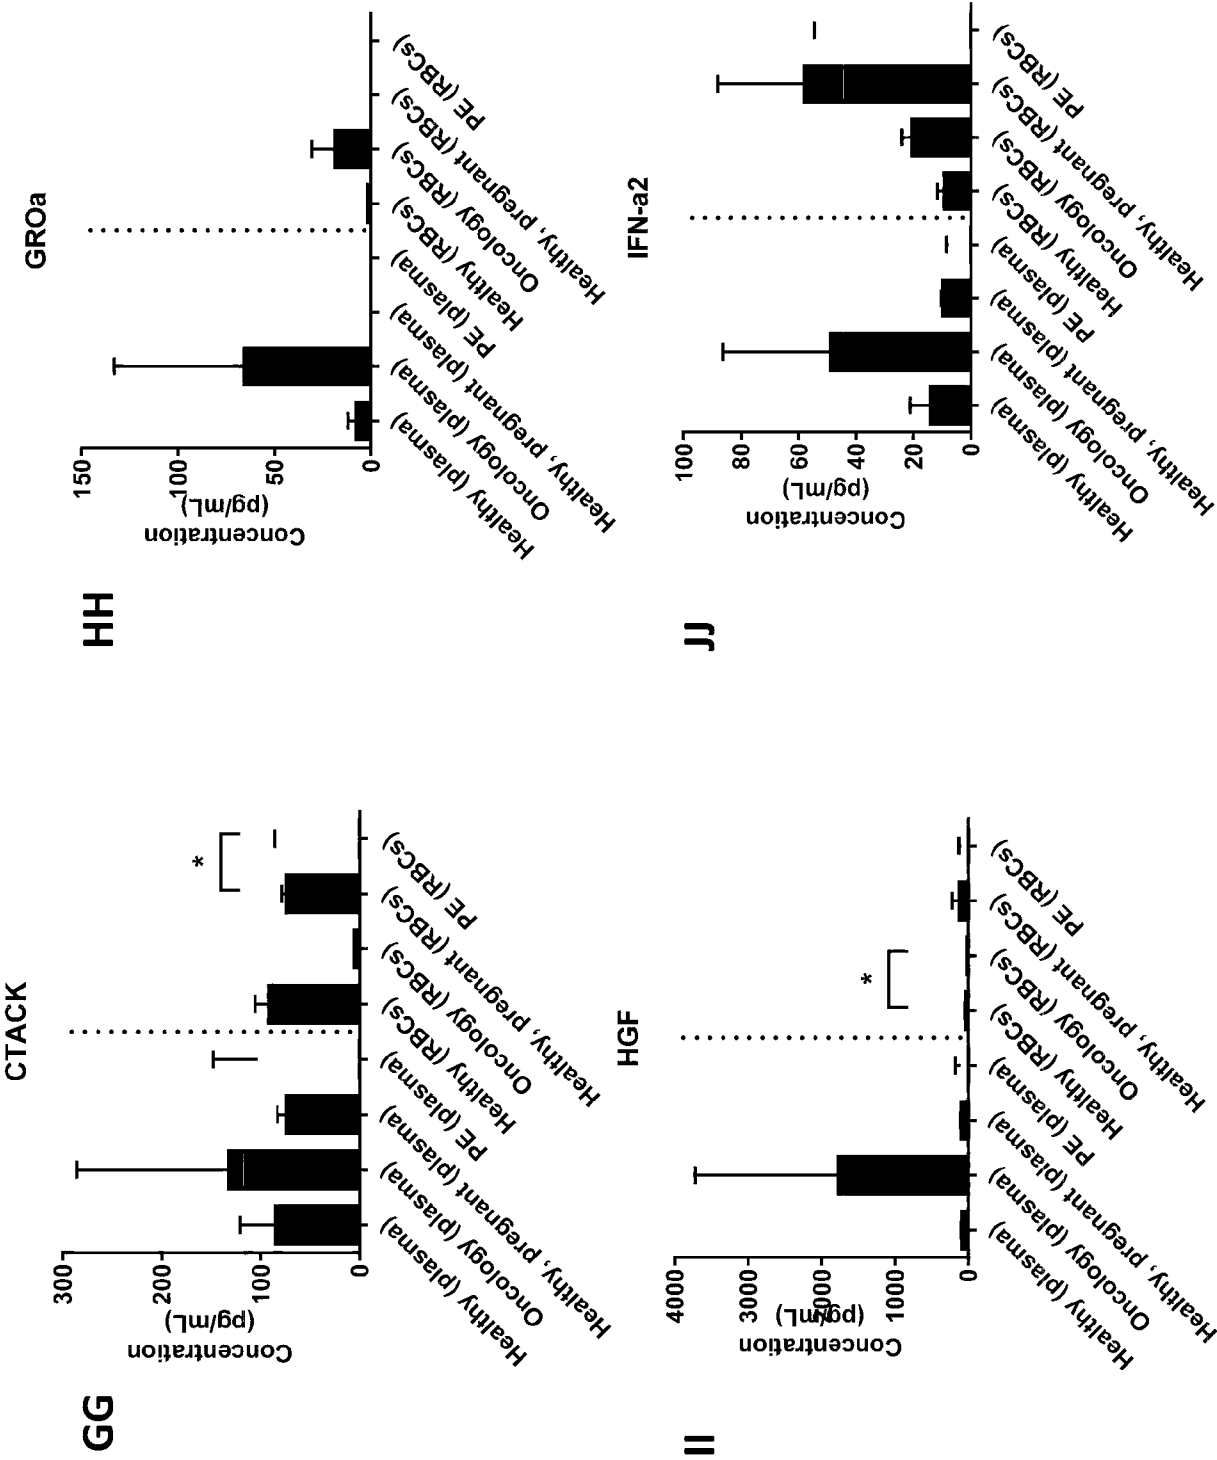 GG
CTACK
Concentration
(pg/mL)
300
200
100
0
*
Healthy (plasma)
Oncology (plasma)
Healthy, pregnant (plasma)
PE (plasma)
Healthy (RBCs)
Oncology (RBCs)
Healthy, pregnant (RBCs)
PE (RBCs)
HH
GROa
Concentration
(pg/mL)
150
100
50
0
Healthy (plasma)
Oncology (plasma)
Healthy, pregnant (plasma)
PE (plasma)
Healthy (RBCs)
Oncology (RBCs)
Healthy, pregnant (RBCs)
PE (RBCs)
II
HGF
Concentration
(pg/mL)
4000
3000
2000
1000
0
*
Healthy (plasma)
Oncology (plasma)
Healthy, pregnant (plasma)
PE (plasma)
Healthy (RBCs)
Oncology (RBCs)
Healthy, pregnant (RBCs)
PE (RBCs)
JJ
IFN-a2
Concentration
(pg/mL)
100
80
60
40
20
0
Healthy (plasma)
Oncology (plasma)
Healthy, pregnant (plasma)
PE (plasma)
Healthy (RBCs)
Oncology (RBCs)
Healthy, pregnant (RBCs)
PE (RBCs)